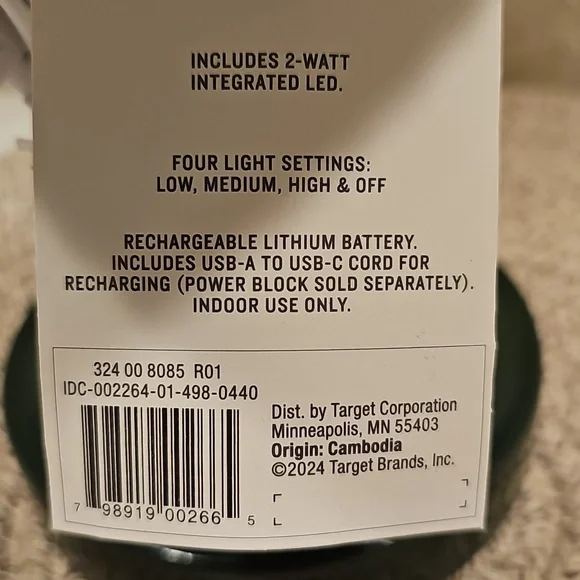 INCLUDES 2-WATT
INTEGRATED LED.
FOUR LIGHT SETTINGS:
LOW, MEDIUM, HIGH & OFF
RECHARGEABLE LITHIUM BATTERY.
INCLUDES USB-A TO USB-C CORD FOR
RECHARGING (POWER BLOCK SOLD SEPARATELY).
INDOOR USE ONLY.
324 00 8085 R01
IDC-002264-01-498-0440
7 98919 00266 5
Dist. by Target Corporation
Minneapolis, MN 55403
Origin: Cambodia
©2024 Target Brands, Inc.